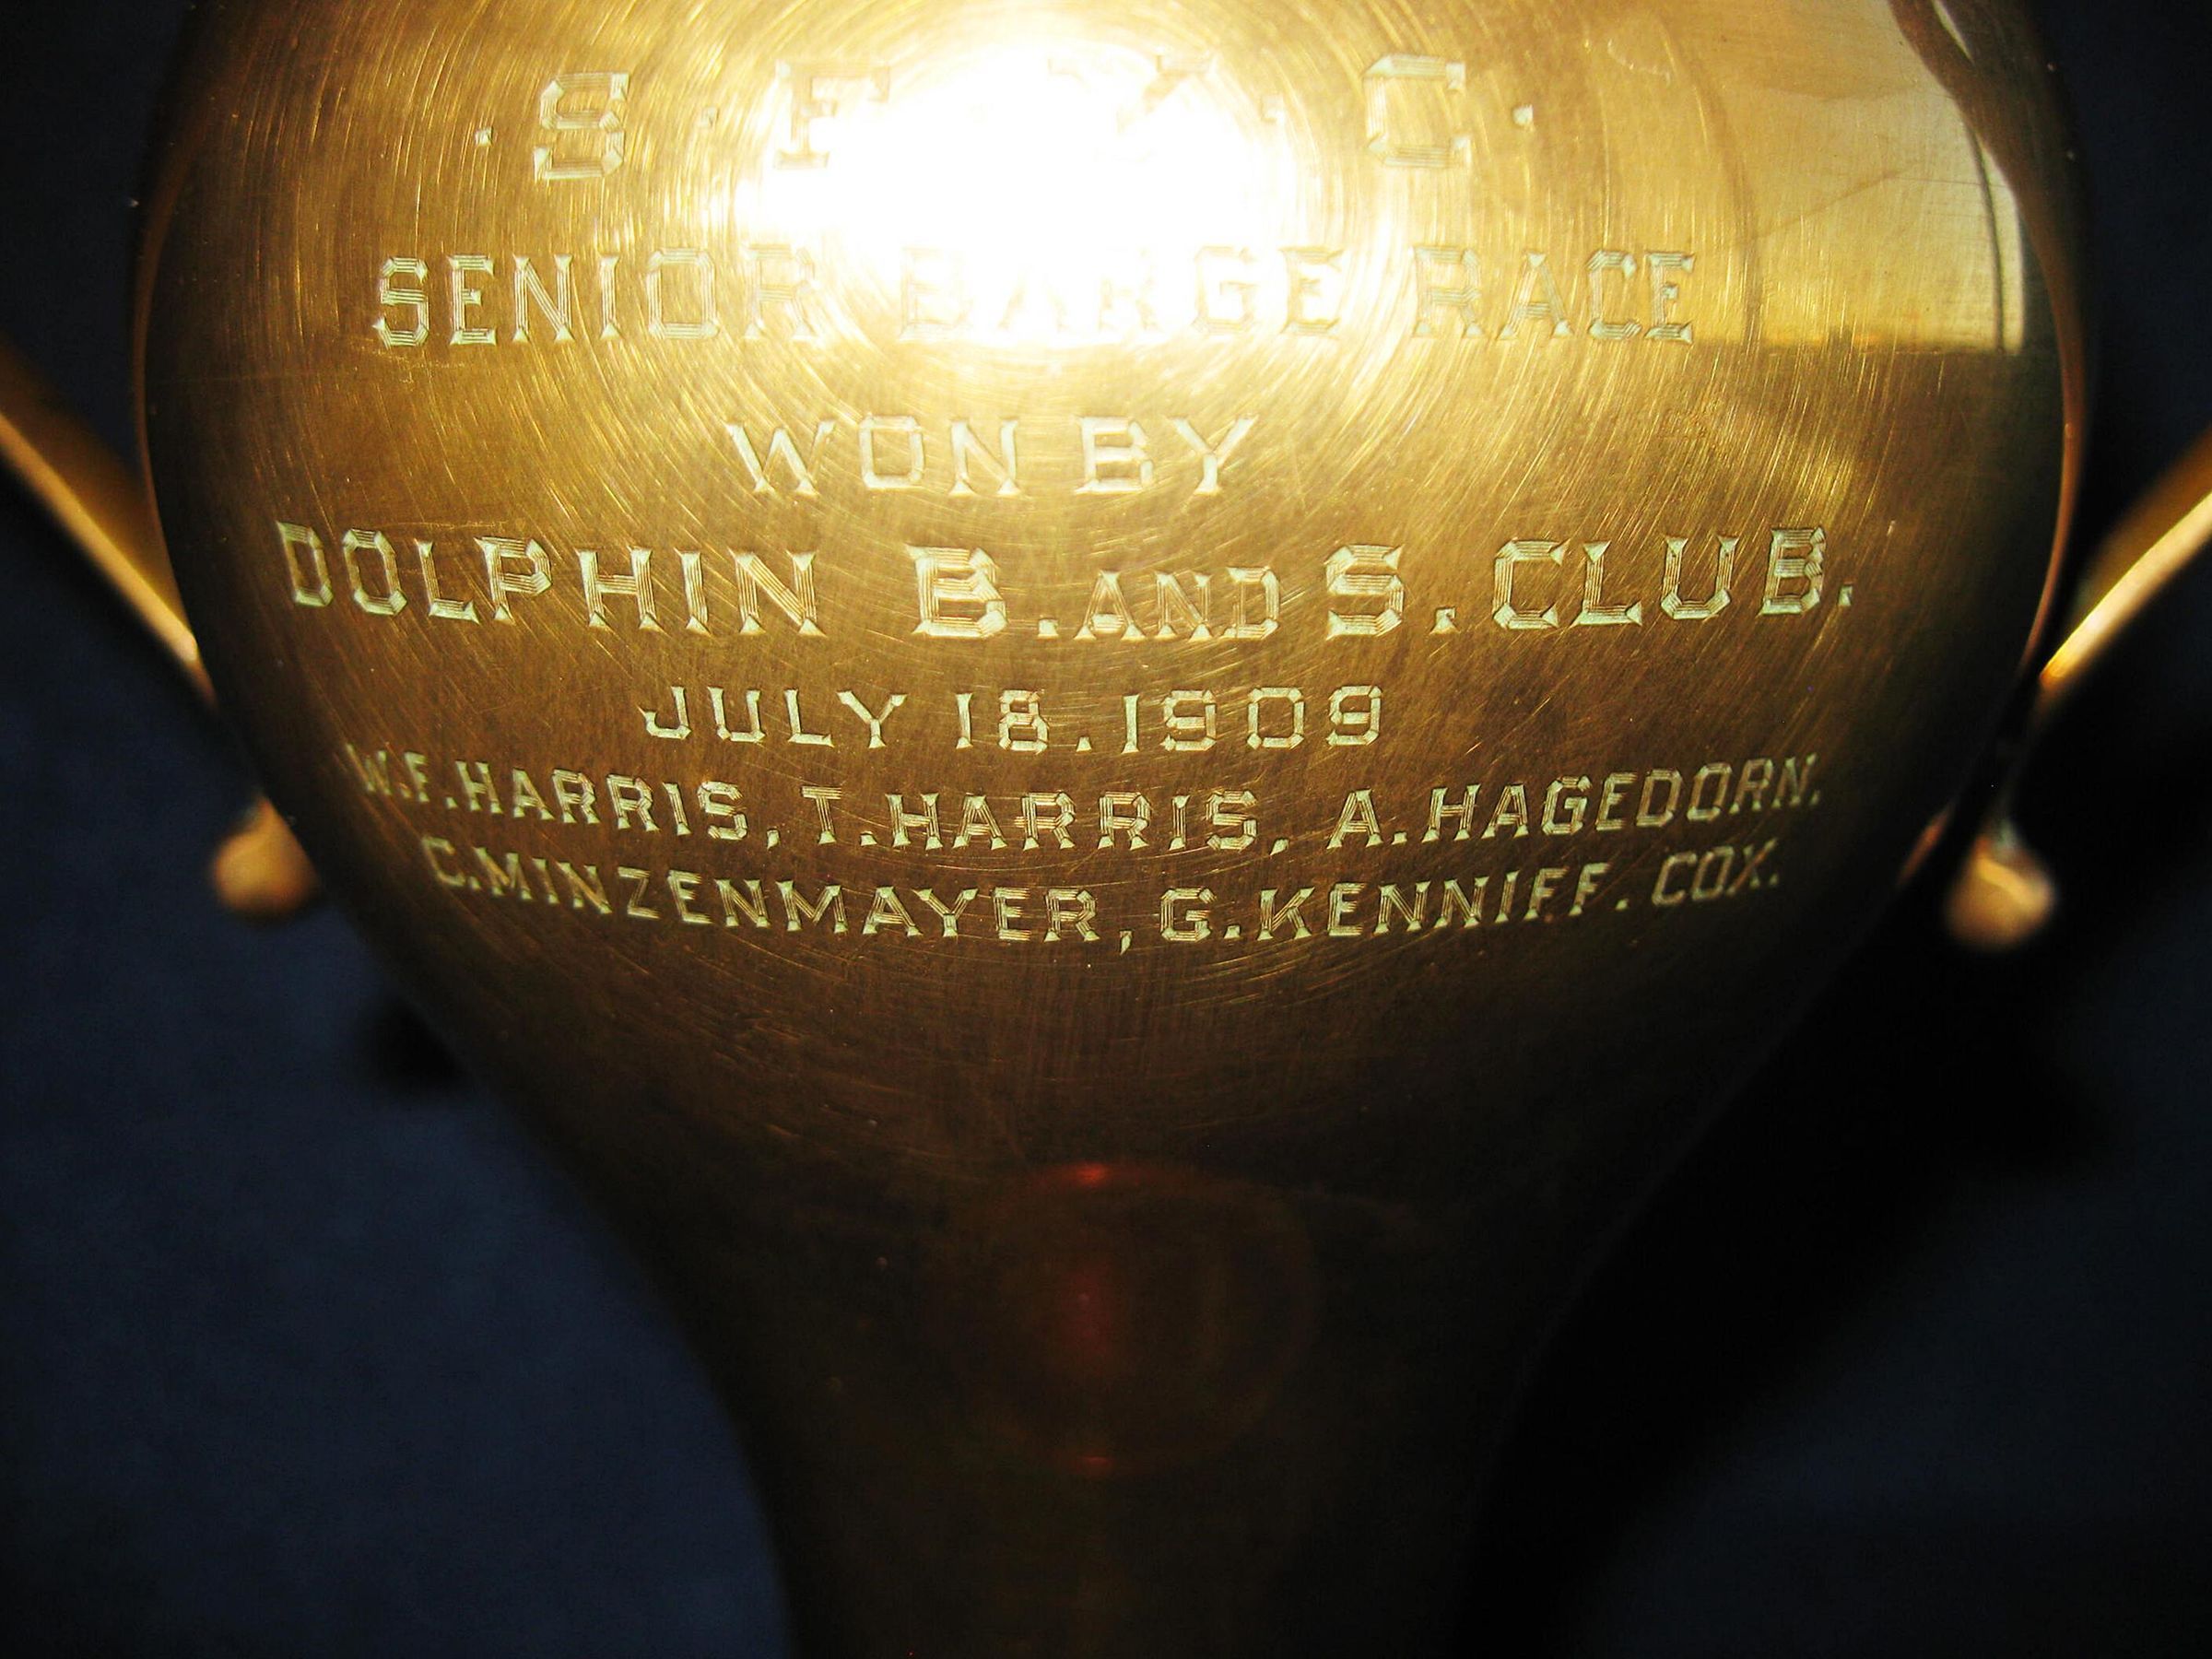 ·S·F·Y·C·
SENIOR BARGE RACE
WON BY
DOLPHIN B. AND S. CLUB.
JULY 18. 1909
W.F. HARRIS, T. HARRIS, A. HAGEDORN,
C. MINZENMAYER, G. KENNIFF. COX.